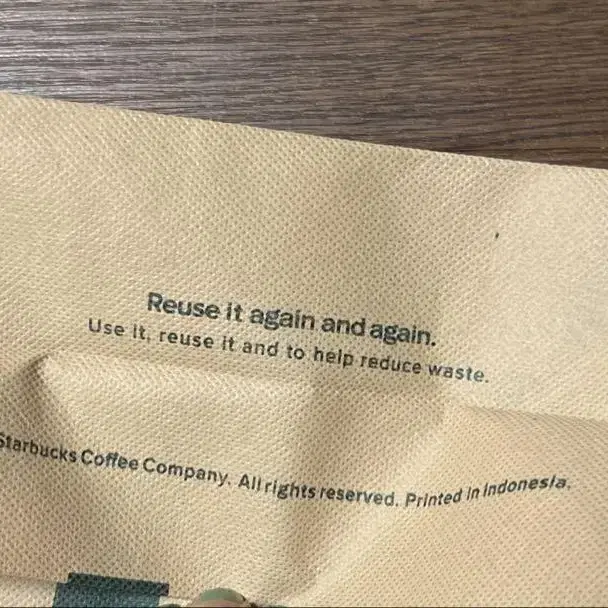 Reuse it again and again.
Use it, reuse it and to help reduce waste.
Starbucks Coffee Company. All rights reserved. Printed in Indonesia.